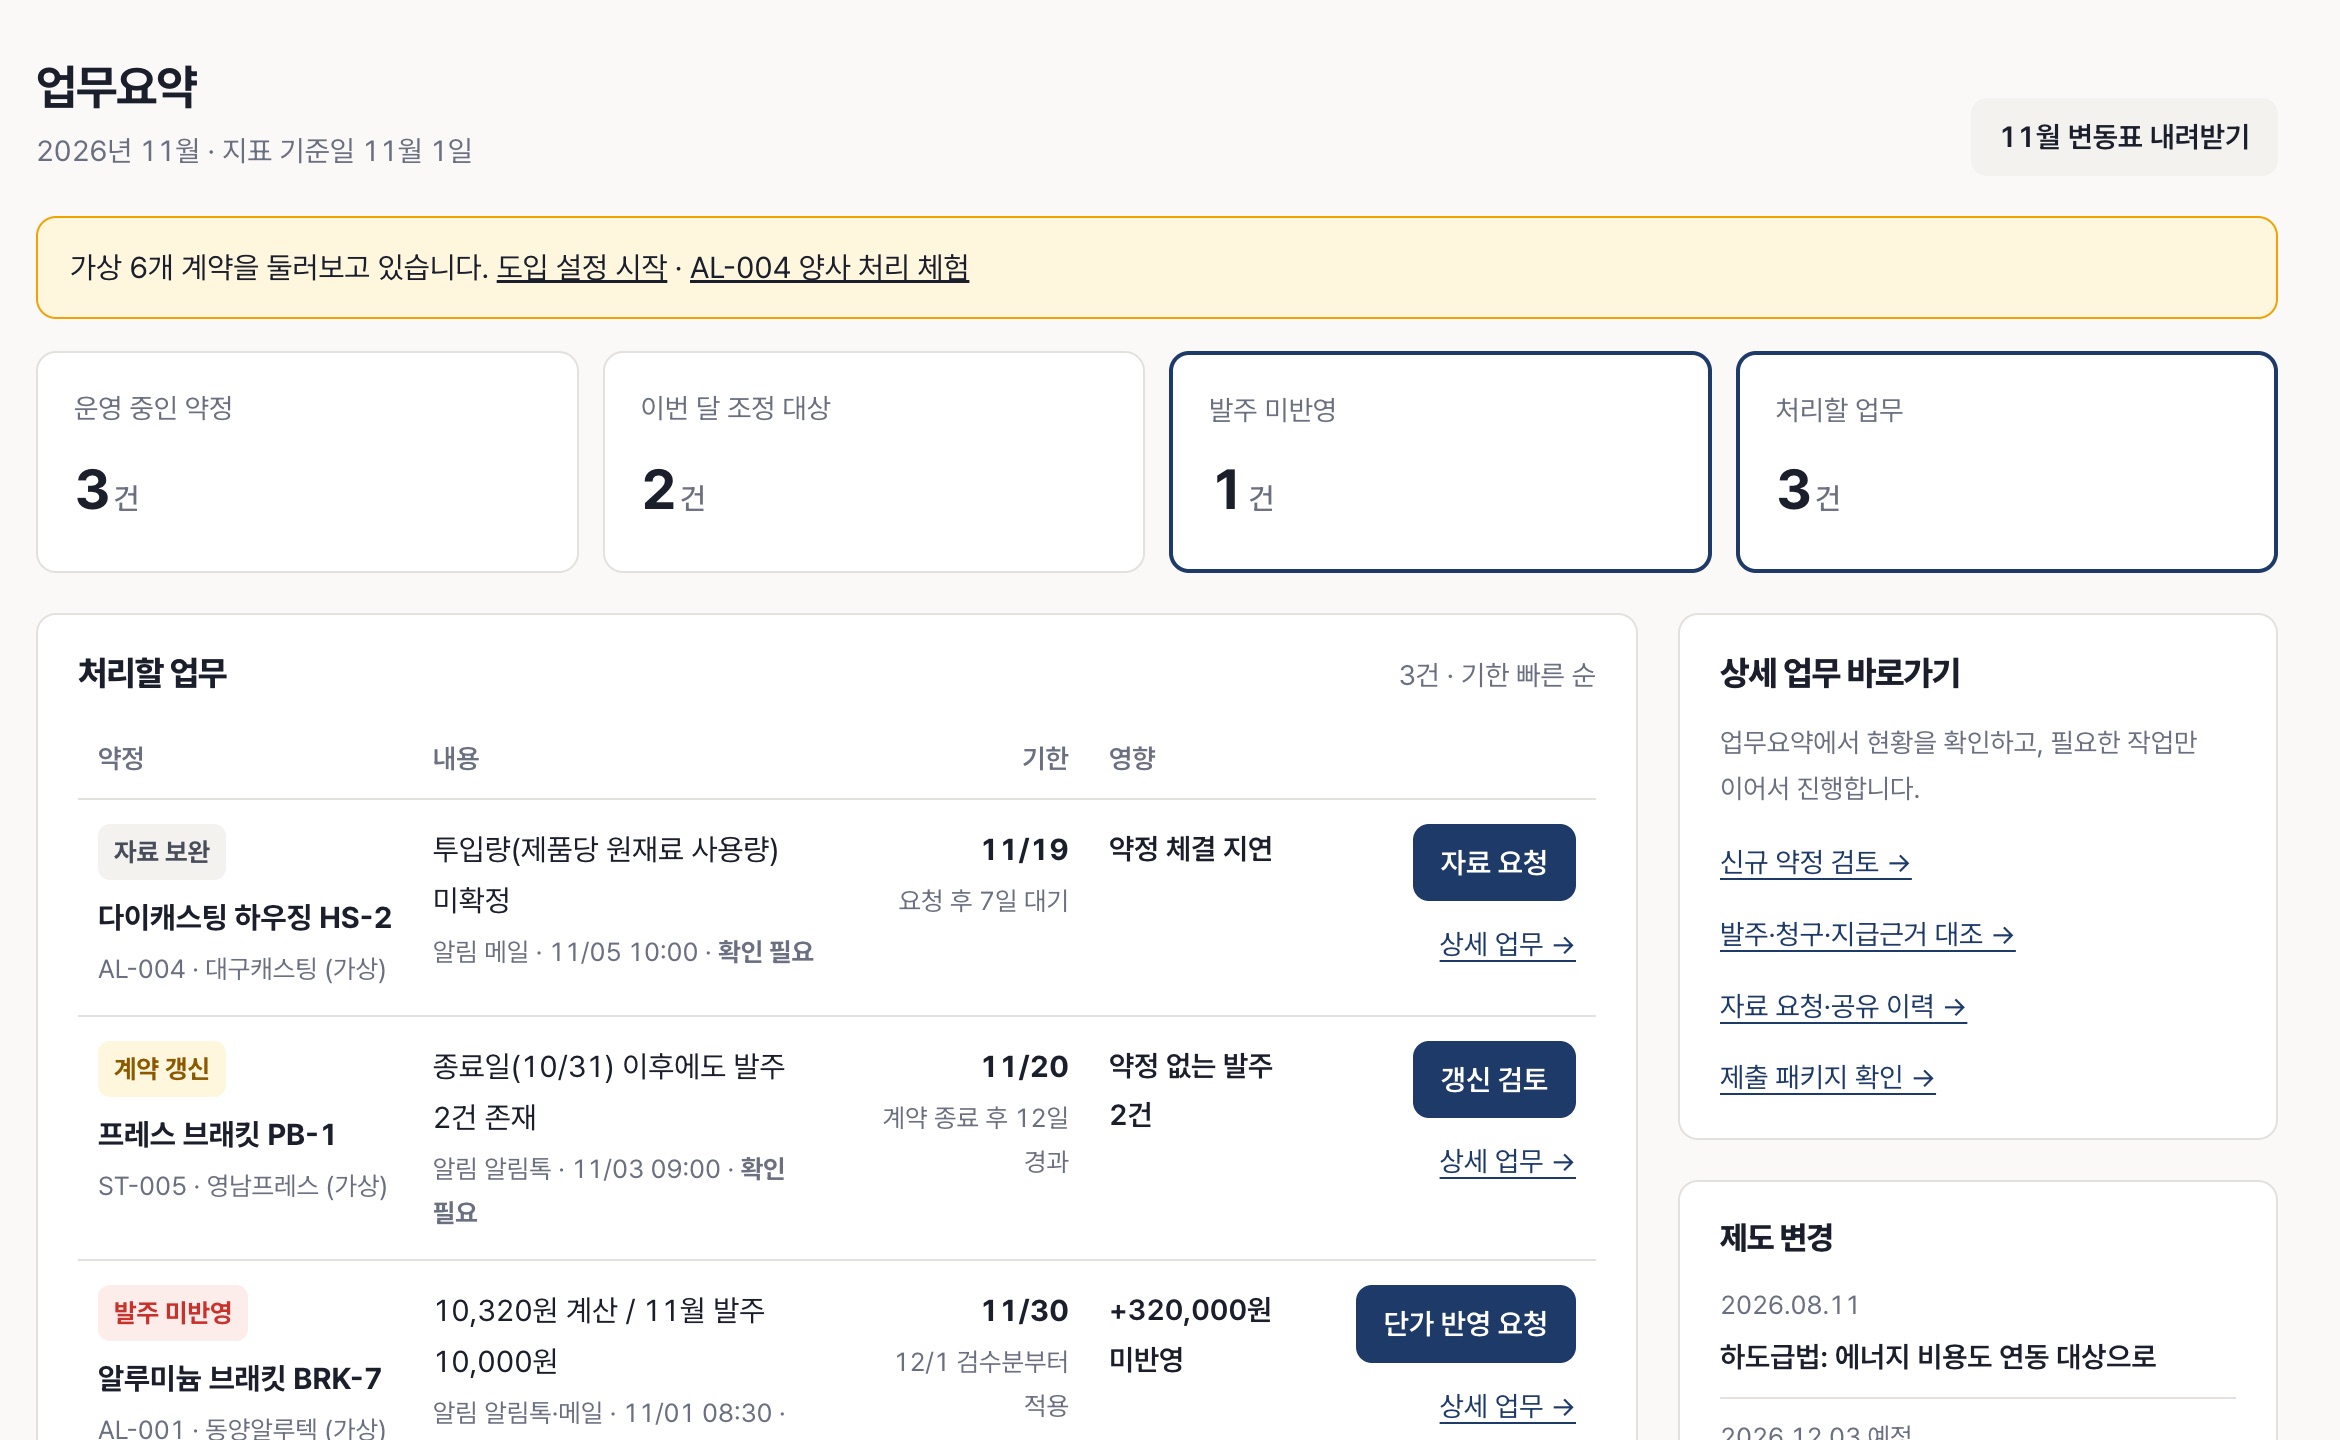 업무요약
2026년 11월 · 지표 기준일 11월 1일
11월 변동표 내려받기
가상 6개 계약을 둘러보고 있습니다. 도입 설정 시작 · AL-004 양사 처리 체험
운영 중인 약정
3건
이번 달 조정 대상
2건
발주 미반영
1건
처리할 업무
3건
처리할 업무
3건 · 기한 빠른 순
약정 내용 기한 영향
자료 보완
다이캐스팅 하우징 HS-2
AL-004 · 대구캐스팅 (가상)
투입량(제품당 원재료 사용량)
미확정
알림 메일 · 11/05 10:00 · 확인 필요
11/19
요청 후 7일 대기
약정 체결 지연
자료 요청
상세 업무 →
계약 갱신
프레스 브래킷 PB-1
ST-005 · 영남프레스 (가상)
종료일(10/31) 이후에도 발주
2건 존재
알림 알림톡 · 11/03 09:00 · 확인
필요
11/20
계약 종료 후 12일
경과
약정 없는 발주
2건
갱신 검토
상세 업무 →
발주 미반영
알루미늄 브래킷 BRK-7
AL-001 · 동양알루텍 (가상)
10,320원 계산 / 11월 발주
10,000원
알림 알림톡·메일 · 11/01 08:30 ·
11/30
12/1 검수분부터
적용
+320,000원
미반영
단가 반영 요청
상세 업무 →
상세 업무 바로가기
업무요약에서 현황을 확인하고, 필요한 작업만
이어서 진행합니다.
신규 약정 검토 →
발주·청구·지급근거 대조 →
자료 요청·공유 이력 →
제출 패키지 확인 →
제도 변경
2026.08.11
하도급법: 에너지 비용도 연동 대상으로
2026.12.03 예정